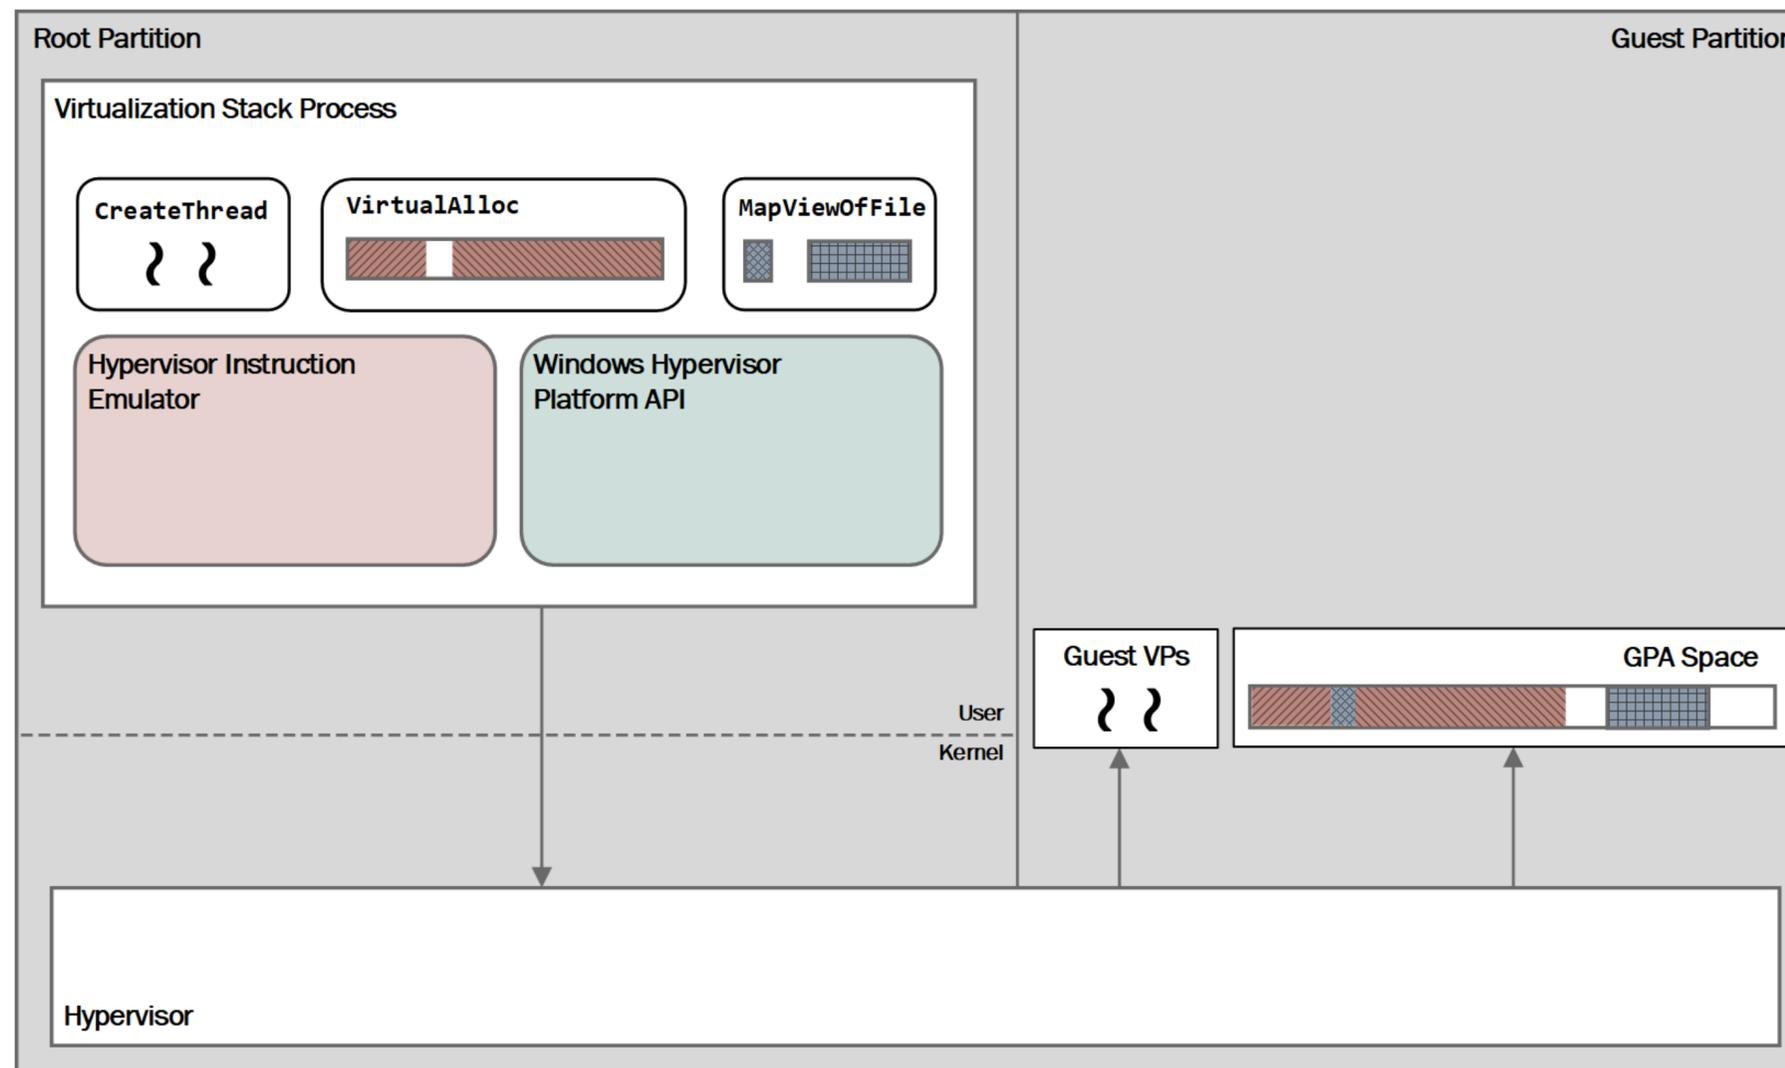 Root Partition
Guest Partition
Virtualization Stack Process
CreateThread
VirtualAlloc
MapViewOfFile
Hypervisor Instruction
Emulator
Windows Hypervisor
Platform API
Guest VPs
GPA Space
User
Kernel
Hypervisor